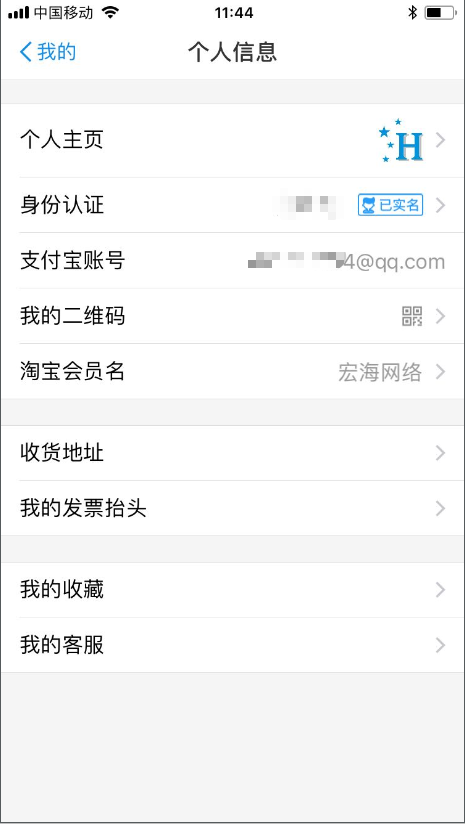 中国移动 11:44
我的 个人信息
个人主页 H
身份认证 已实名
支付宝账号 4@qq.com
我的二维码
淘宝会员名 宏海网络
收货地址
我的发票抬头
我的收藏
我的客服